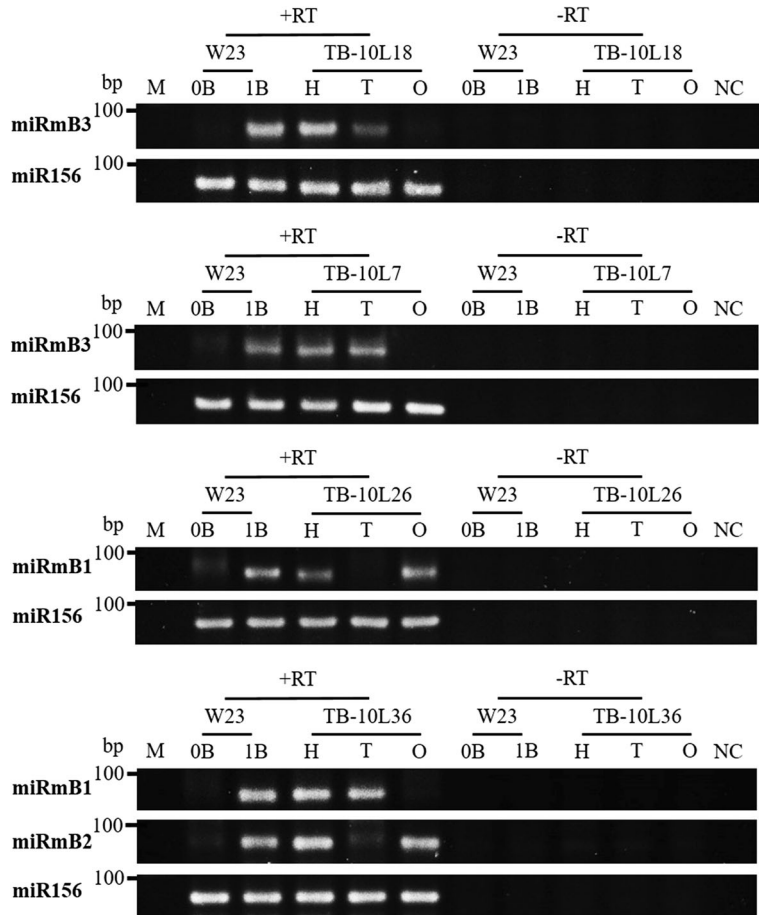 +RT -RT
W23 TB-10L18 W23 TB-10L18
bp M 0B 1B H T O 0B 1B H T O NC
100
miRmB3
100
miR156
+RT -RT
W23 TB-10L7 W23 TB-10L7
bp M 0B 1B H T O 0B 1B H T O NC
100
miRmB3
100
miR156
+RT -RT
W23 TB-10L26 W23 TB-10L26
bp M 0B 1B H T O 0B 1B H T O NC
100
miRmB1
100
miR156
+RT -RT
W23 TB-10L36 W23 TB-10L36
bp M 0B 1B H T O 0B 1B H T O NC
100
miRmB1
100
miRmB2
100
miR156